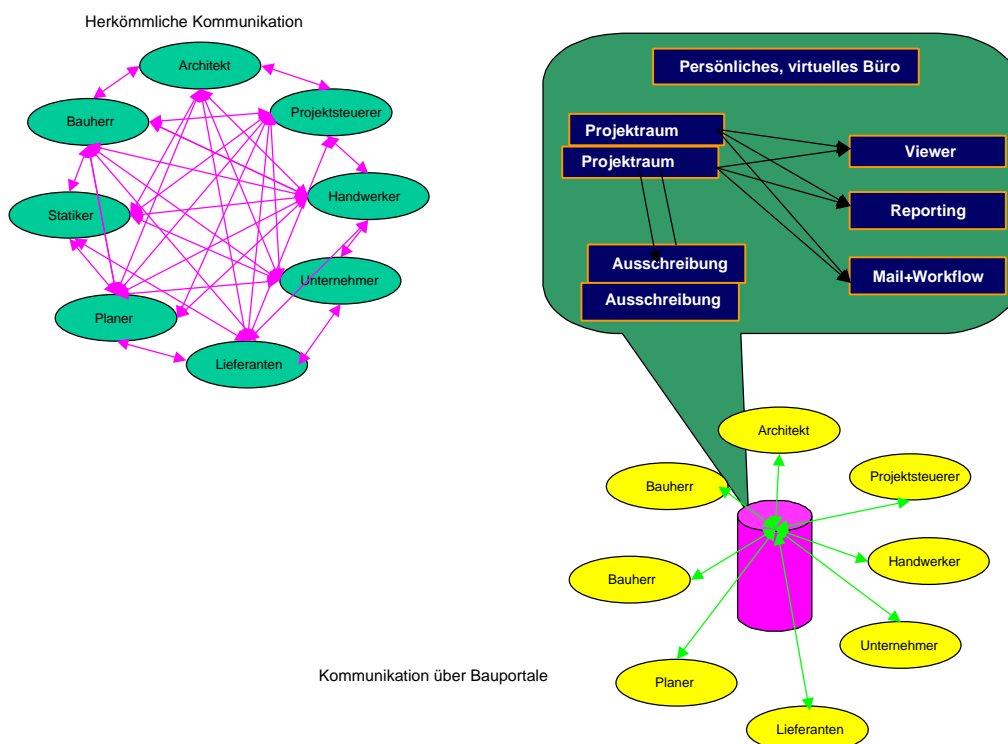 Herkömmliche Kommunikation
Architekt
Bauherr
Projektsteuerer
Statiker
Handwerker
Planer
Unternehmer
Lieferanten
Persönliches, virtuelles Büro
Projektraum
Projektraum
Viewer
Reporting
Ausschreibung
Mail+Workflow
Ausschreibung
Architekt
Bauherr
Projektsteuerer
Bauherr
Handwerker
Unternehmer
Planer
Lieferanten
Kommunikation über Bauportale